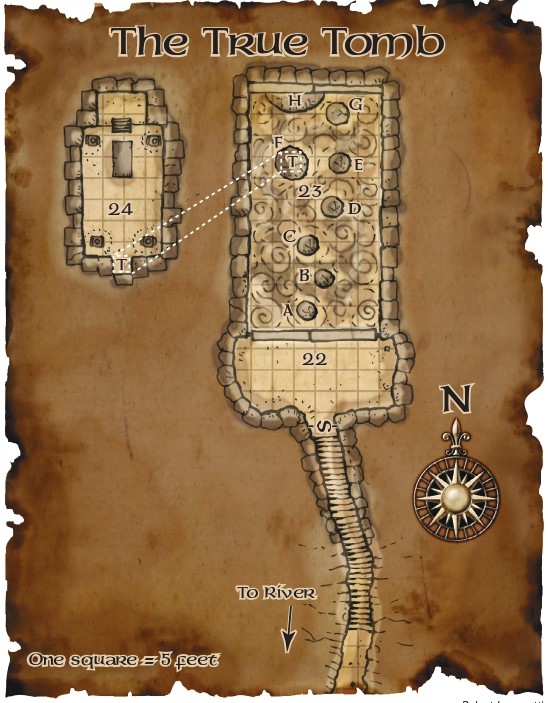 The True Tomb
H
G
F
T
E
23
D
24
C
T
B
A
22
S
N
To River
One square = 5 feet